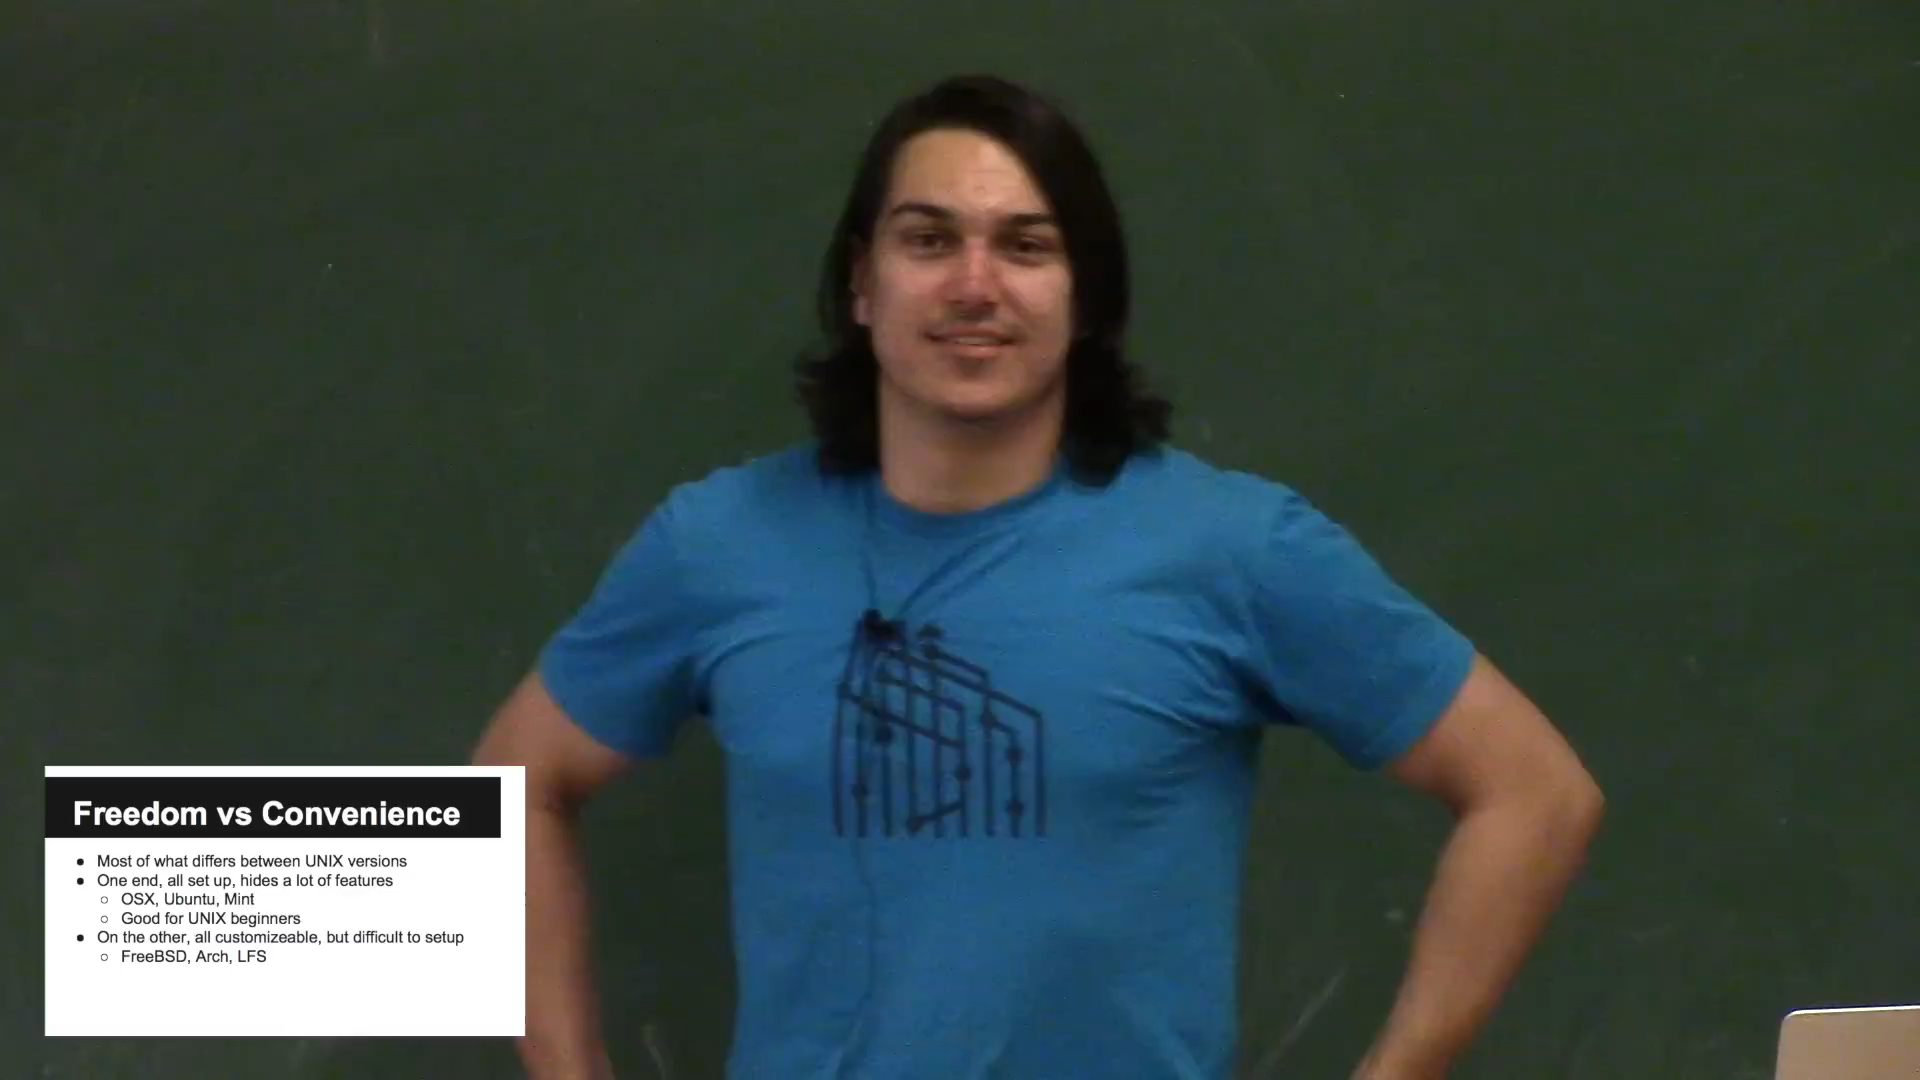 Freedom vs Convenience
● Most of what differs between UNIX versions
● One end, all set up, hides a lot of features
○ OSX, Ubuntu, Mint
○ Good for UNIX beginners
● On the other, all customizeable, but difficult to setup
○ FreeBSD, Arch, LFS